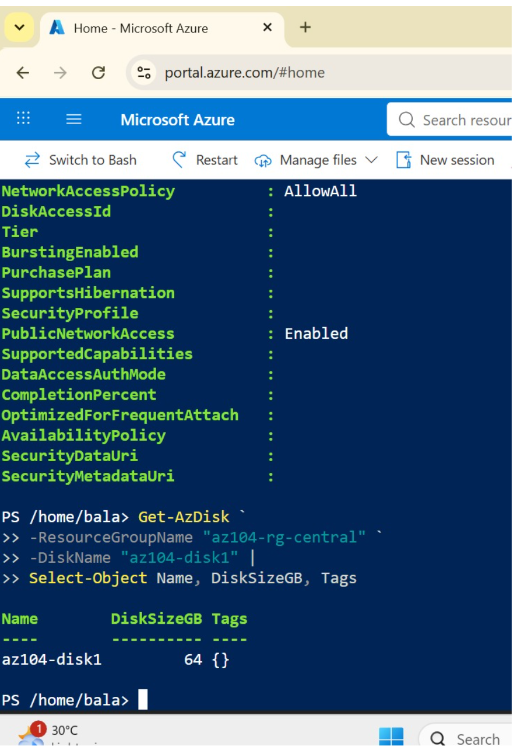 Home - Microsoft Azure
portal.azure.com/#home
Microsoft Azure
Search resour
Switch to Bash Restart Manage files New session
NetworkAccessPolicy : AllowAll
DiskAccessId :
Tier :
BurstingEnabled :
PurchasePlan :
SupportsHibernation :
SecurityProfile :
PublicNetworkAccess : Enabled
SupportedCapabilities :
DataAccessAuthMode :
CompletionPercent :
OptimizedForFrequentAttach :
AvailabilityPolicy :
SecurityDataUri :
SecurityMetadataUri :
PS /home/bala> Get-AzDisk `
>> -ResourceGroupName "az104-rg-central" `
>> -DiskName "az104-disk1" |
>> Select-Object Name, DiskSizeGB, Tags
Name DiskSizeGB Tags
---- ---------- ----
az104-disk1 64 {}
PS /home/bala>
1 30°C
Search